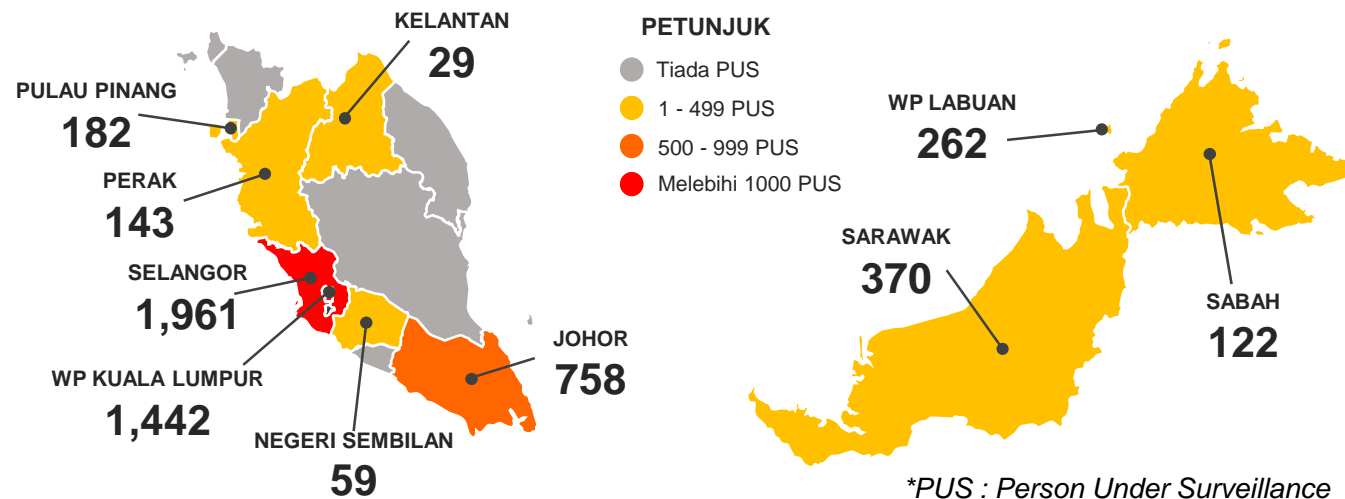 KELANTAN
29
PULAU PINANG
182
PERAK
143
SELANGOR
1,961
WP KUALA LUMPUR
1,442
NEGERI SEMBILAN
59
JOHOR
758
PETUNJUK
Tiada PUS
1 - 499 PUS
500 - 999 PUS
Melebihi 1000 PUS
WP LABUAN
262
SARAWAK
370
SABAH
122
*PUS : Person Under Surveillance